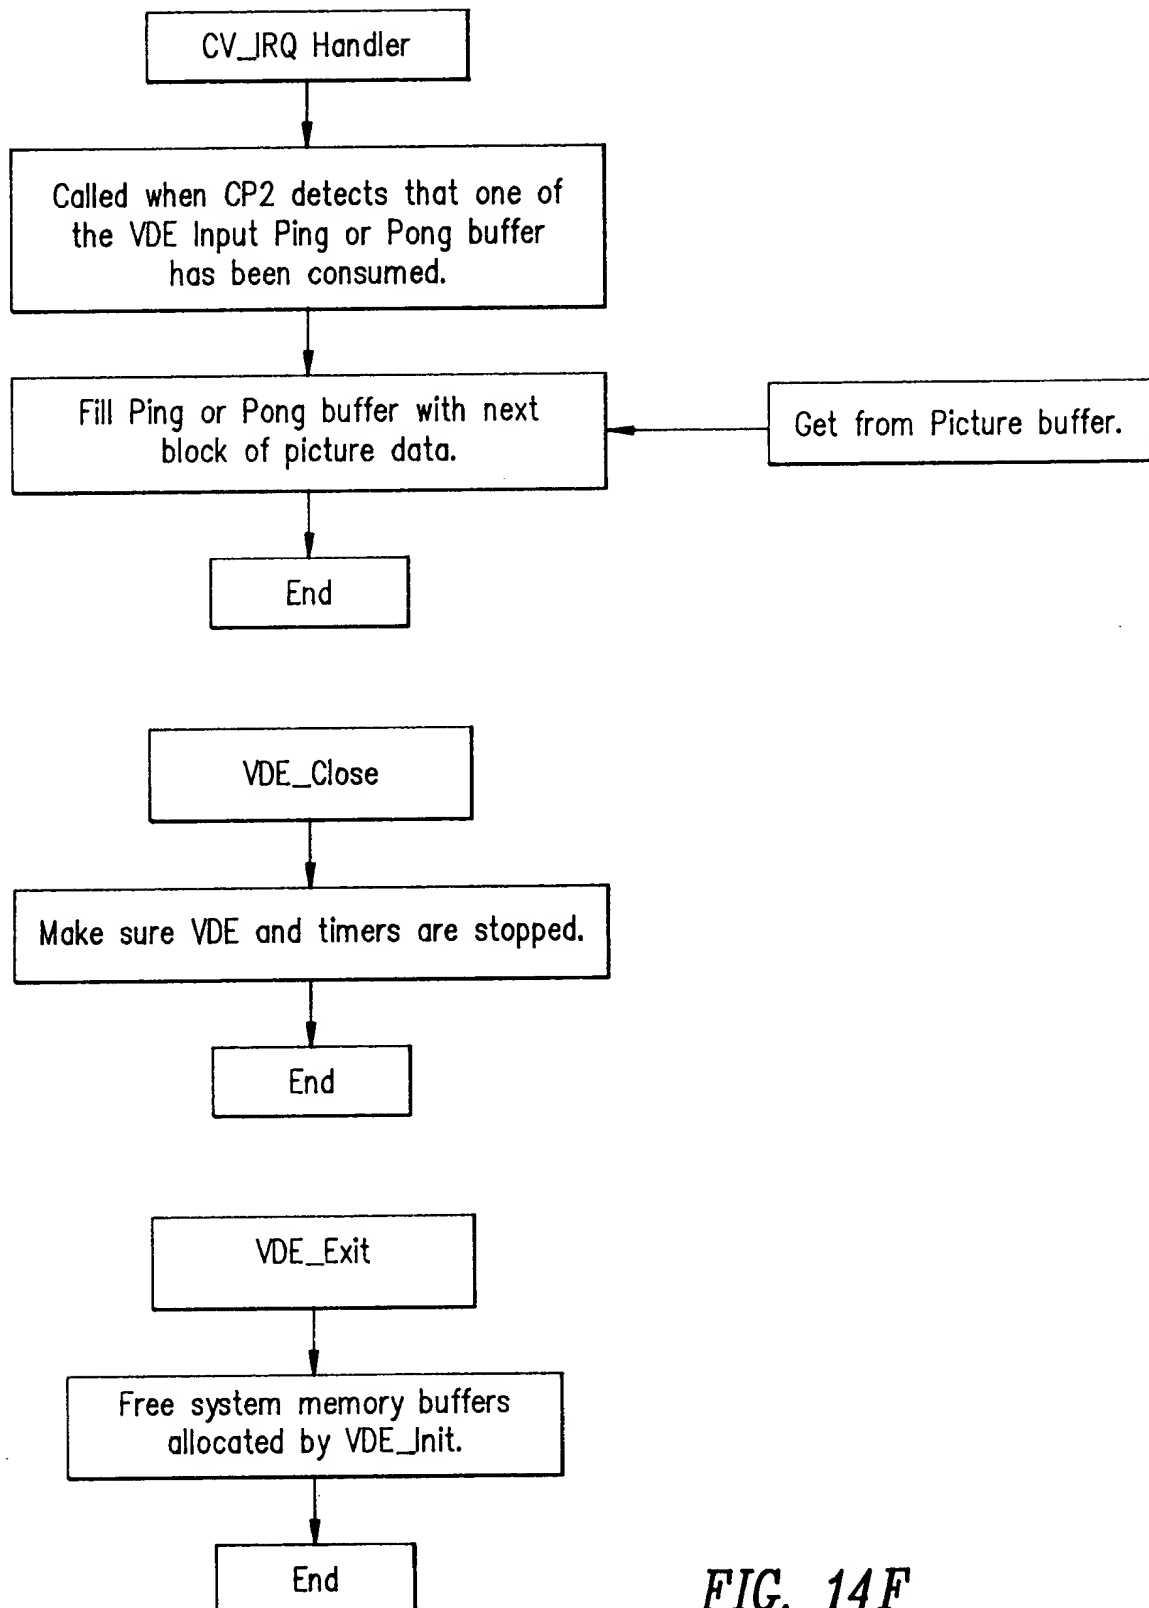 CV_IRQ Handler
Called when CP2 detects that one of
the VDE Input Ping or Pong buffer
has been consumed.
Fill Ping or Pong buffer with next
block of picture data.
Get from Picture buffer.
End
VDE_Close
Make sure VDE and timers are stopped.
End
VDE_Exit
Free system memory buffers
allocated by VDE_Init.
End
FIG. 14F